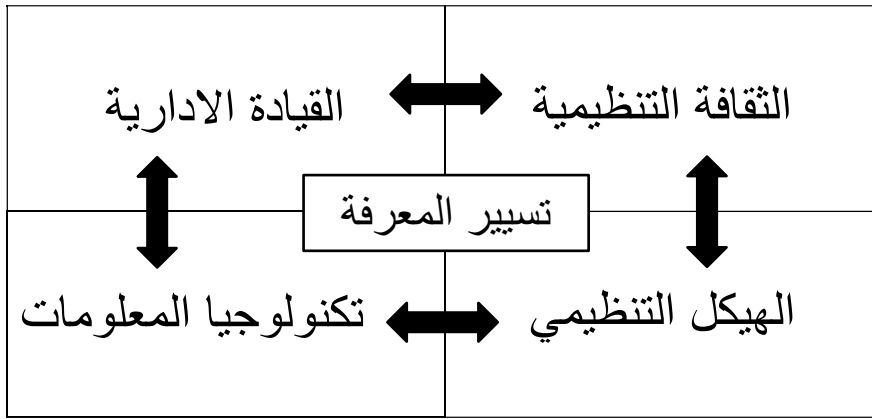 الثقافة التنظيمية
القيادة الادارية
تسيير المعرفة
الهيكل التنظيمي
تكنولوجيا المعلومات